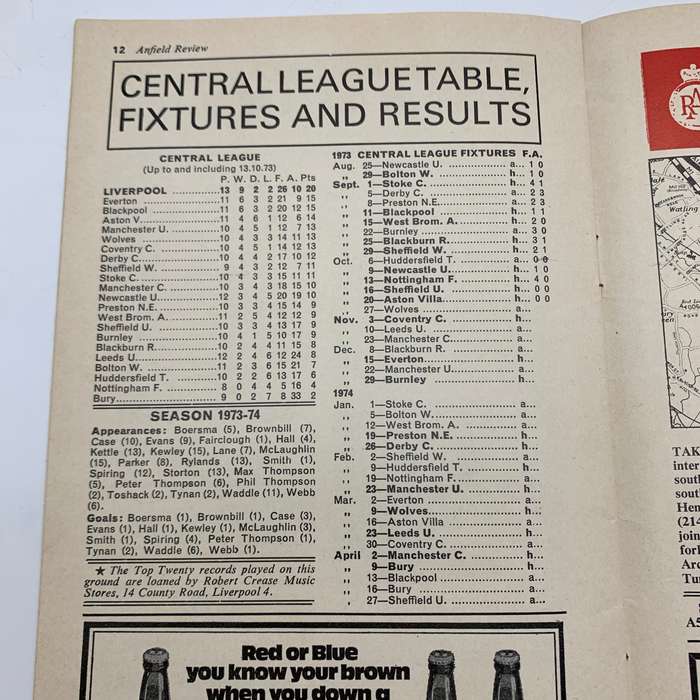 12 Anfield Review
CENTRAL LEAGUE TABLE,
FIXTURES AND RESULTS
CENTRAL LEAGUE
(Up to and including 13.10.73)
P. W. D. L. F. A. Pts
LIVERPOOL ........13 9 2 2 26 10 20
Everton ........11 6 3 2 21 9 15
Blackpool ........11 6 3 2 20 12 15
Aston V. ........11 4 6 1 12 6 14
Manchester U. ........10 4 5 1 12 7 13
Wolves ........10 4 3 3 14 11 13
Coventry C. ........10 4 5 1 14 12 13
Derby C. ........10 4 4 2 17 10 12
Sheffield W. ........9 4 3 2 12 7 11
Stoke C. ........10 4 3 3 15 11 11
Manchester C. ........10 3 4 3 18 15 10
Newcastle U. ........12 3 4 5 20 19 10
Preston N.E. ........10 3 3 4 15 14 9
West Brom. A. ........11 2 5 4 12 12 9
Sheffield U. ........10 3 3 4 13 17 9
Burnley ........10 4 1 5 10 17 9
Blackburn R. ........10 2 4 4 11 15 8
Leeds U. ........12 2 4 6 12 24 8
Bolton W. ........11 2 3 6 15 21 7
Huddersfield T. ........10 2 2 6 13 17 6
Nottingham F. ........8 0 4 4 5 16 4
Bury ........9 0 2 7 8 33 2
SEASON 1973-74
Appearances: Boersma (5), Brownbill (7),
Case (10), Evans (9), Fairclough (1), Hall (4),
Kettle (13), Kewley (15), Lane (7), McLaughlin
(15), Parker (8), Rylands (13), Smith (1),
Spiring (12), Storton (13), Max Thompson
(5), Peter Thompson (6), Phil Thompson
(2), Toshack (2), Tynan (2), Waddle (11), Webb
(6).
Goals: Boersma (1), Brownbill (1), Case (3),
Evans (1), Hall (1), Kewley (1), McLaughlin (3),
Smith (1), Spiring (4), Peter Thompson (1),
Tynan (2), Waddle (6), Webb (1).
★ The Top Twenty records played on this
ground are loaned by Robert Crease Music
Stores, 14 County Road, Liverpool 4.
1973 CENTRAL LEAGUE FIXTURES F.A.
Aug. 25—Newcastle U. ........ a... 1 0
,, 29—Bolton W. ........ h... 1 0
Sept. 1—Stoke C. ........ h... 4 1
,, 5—Derby C. ........ a... 2 3
,, 8—Preston N.E. ........ a... 2 3
,, 11—Blackpool ........ h... 1 1
,, 15—West Brom. A. ........ h... 2 0
,, 22—Burnley ........ a... 3 0
,, 25—Blackburn R. ........ h... 3 1
,, 29—Sheffield W. ........ h... 2 1
Oct. 6—Huddersfield T. ........ a... 0 0
,, 9—Newcastle U. ........ h... 1 0
,, 13—Nottingham F. ........ h... 4 0
,, 16—Sheffield U. ........ h... 0 0
,, 20—Aston Villa ........ h... 0 0
,, 27—Wolves ........ a...
Nov. 3—Coventry C. ........ h...
,, 10—Leeds U. ........ a...
,, 23—Manchester C. ........ a...
Dec. 8—Blackburn R. ........ a...
,, 15—Everton ........ h...
,, 22—Manchester U. ........ a...
,, 29—Burnley ........ h...
1974
Jan. 1—Stoke C. ........ a...
,, 5—Bolton W. ........ a...
,, 12—West Brom. A. ........ a...
,, 19—Preston N.E. ........ h...
,, 26—Derby C. ........ h...
Feb. 2—Sheffield W. ........ a...
,, 9—Huddersfield T. ........ h...
,, 19—Nottingham F. ........ a...
,, 23—Manchester U. ........ h...
Mar. 2—Everton ........ a...
,, 9—Wolves ........ h...
,, 16—Aston Villa ........ a...
,, 23—Leeds U. ........ h...
,, 30—Coventry C. ........ a...
April 2—Manchester C. ........ h...
,, 9—Bury ........ h...
,, 13—Blackpool ........ a...
,, 16—Bury ........ a...
,, 27—Sheffield U. ........ a...
Red or Blue
you know your brown
when you down a
RA
Watling
TAK
inter
south
sout
Hen
(21
join
for
Arc
Tur
A5